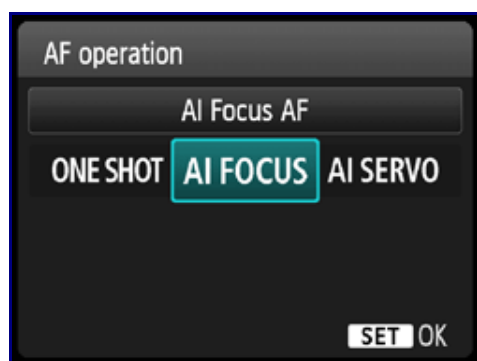 AF operation
AI Focus AF
ONE SHOT AI FOCUS AI SERVO
SET OK